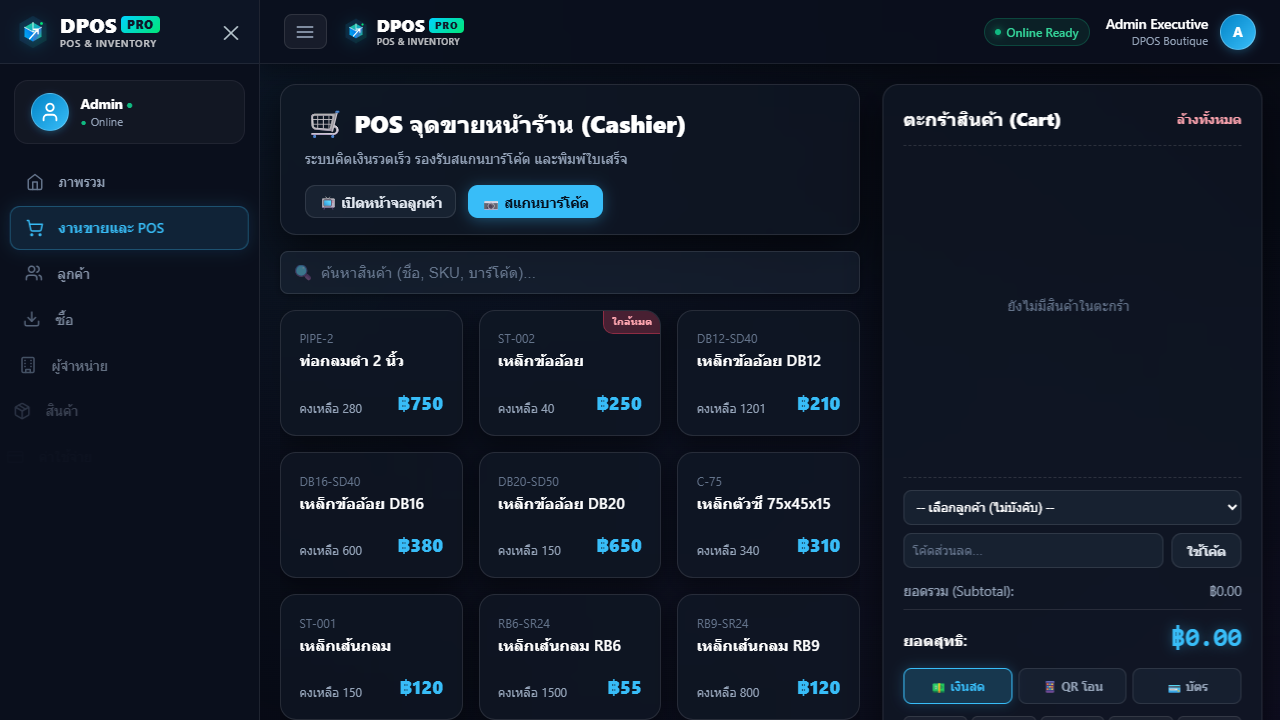 DPOS PRO
POS & INVENTORY
Admin
Online
ภาพรวม
งานขายและ POS
ลูกค้า
ซื้อ
ผู้จำหน่าย
สินค้า
DPOS PRO
POS & INVENTORY
Online Ready
Admin Executive
DPOS Boutique
A
POS จุดขายหน้าร้าน (Cashier)
ระบบคิดเงินรวดเร็ว รองรับสแกนบาร์โค้ด และพิมพ์ใบเสร็จ
เปิดหน้าจอลูกค้า
สแกนบาร์โค้ด
ค้นหาสินค้า (ชื่อ, SKU, บาร์โค้ด)...
PIPE-2
ท่อกลมดำ 2 นิ้ว
คงเหลือ 280
฿750
ใกล้หมด
ST-002
เหล็กข้ออ้อย
คงเหลือ 40
฿250
DB12-SD40
เหล็กข้ออ้อย DB12
คงเหลือ 1201
฿210
DB16-SD40
เหล็กข้ออ้อย DB16
คงเหลือ 600
฿380
DB20-SD50
เหล็กข้ออ้อย DB20
คงเหลือ 150
฿650
C-75
เหล็กตัวซี 75x45x15
คงเหลือ 340
฿310
ST-001
เหล็กเส้นกลม
คงเหลือ 150
฿120
RB6-SR24
เหล็กเส้นกลม RB6
คงเหลือ 1500
฿55
RB9-SR24
เหล็กเส้นกลม RB9
คงเหลือ 800
฿120
ตะกร้าสินค้า (Cart)
ล้างทั้งหมด
ยังไม่มีสินค้าในตะกร้า
-- เลือกลูกค้า (ไม่บังคับ) --
โค้ดส่วนลด...
ใช้โค้ด
ยอดรวม (Subtotal):
฿0.00
ยอดสุทธิ:
฿0.00
เงินสด
QR โอน
บัตร